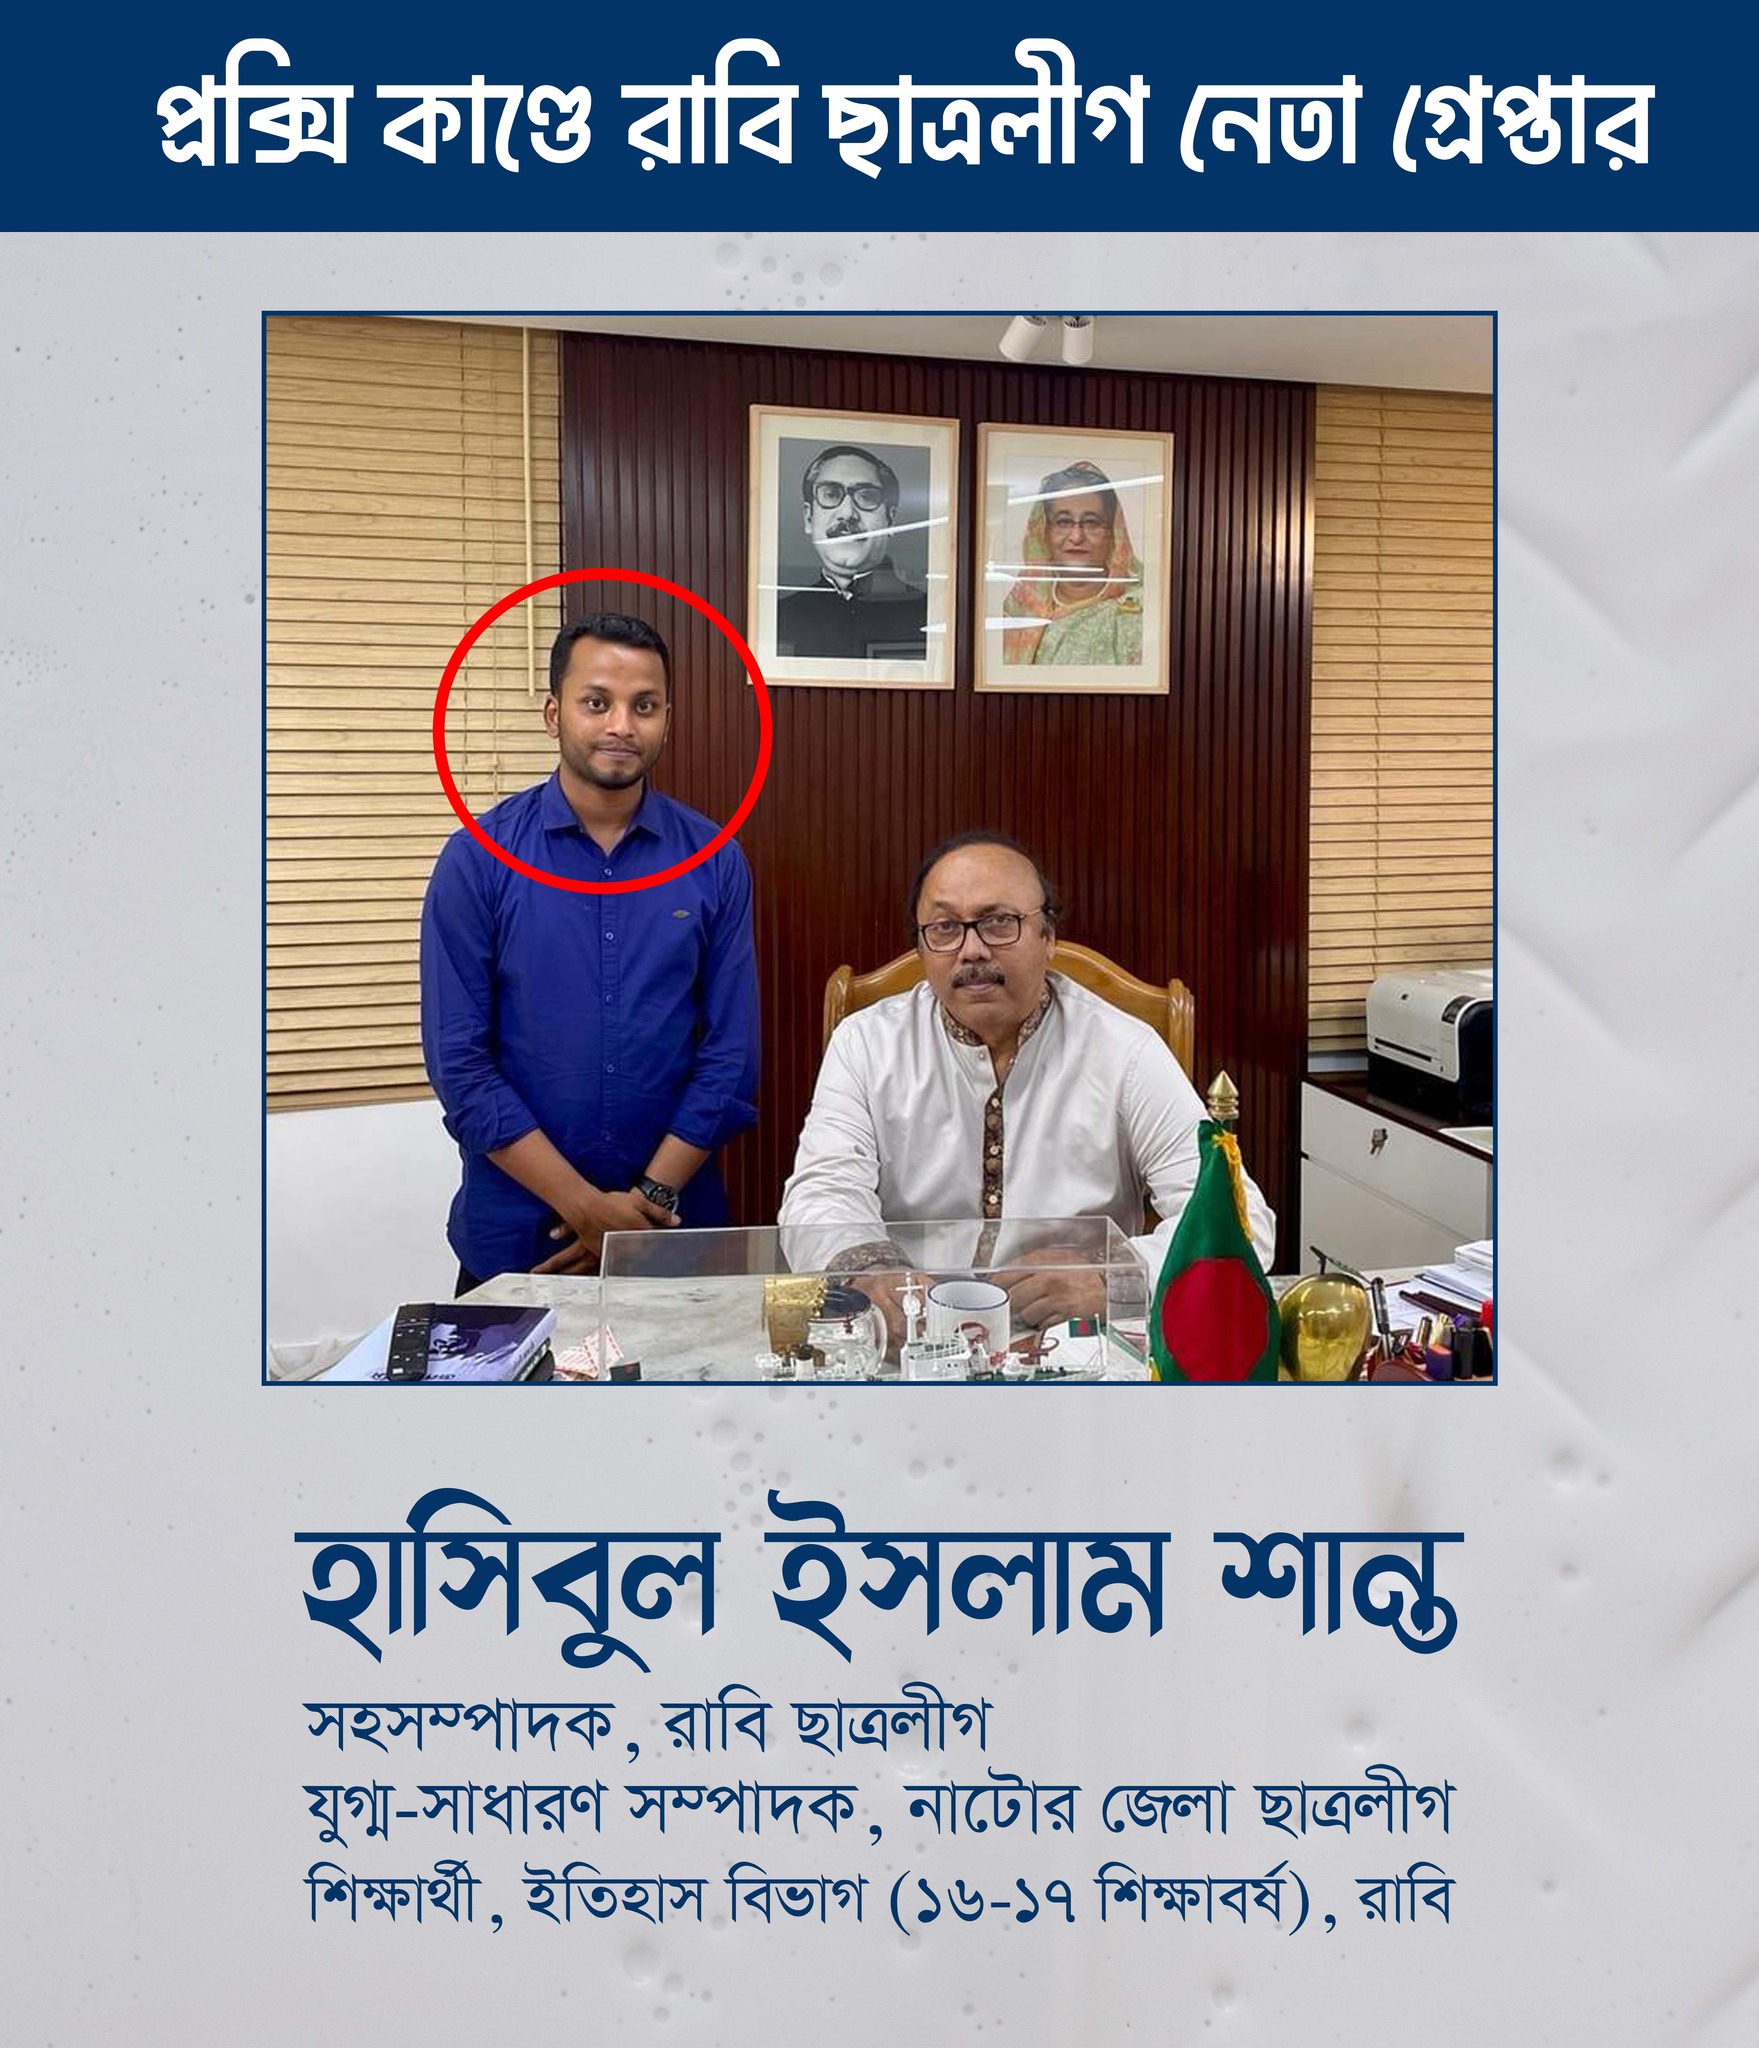 প্রক্সি কাণ্ডে রাবি ছাত্রলীগ নেতা গ্রেপ্তার
হাসিবুল ইসলাম শান্ত
সহসম্পাদক, রাবি ছাত্রলীগ
যুগ্ম-সাধারণ সম্পাদক, নাটোর জেলা ছাত্রলীগ
শিক্ষার্থী, ইতিহাস বিভাগ (১৬-১৭ শিক্ষাবর্ষ), রাবি